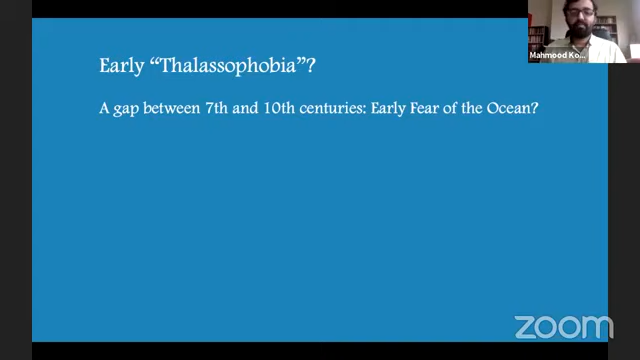 Mahmood Ko...
Early “Thalassophobia”?
A gap between 7th and 10th centuries: Early Fear of the Ocean?
zoom